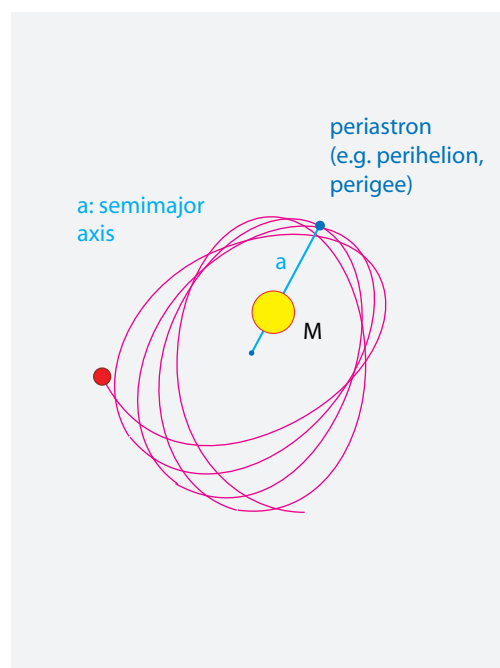 periastron
(e.g. perihelion,
perigee)
a: semimajor
axis
a
M